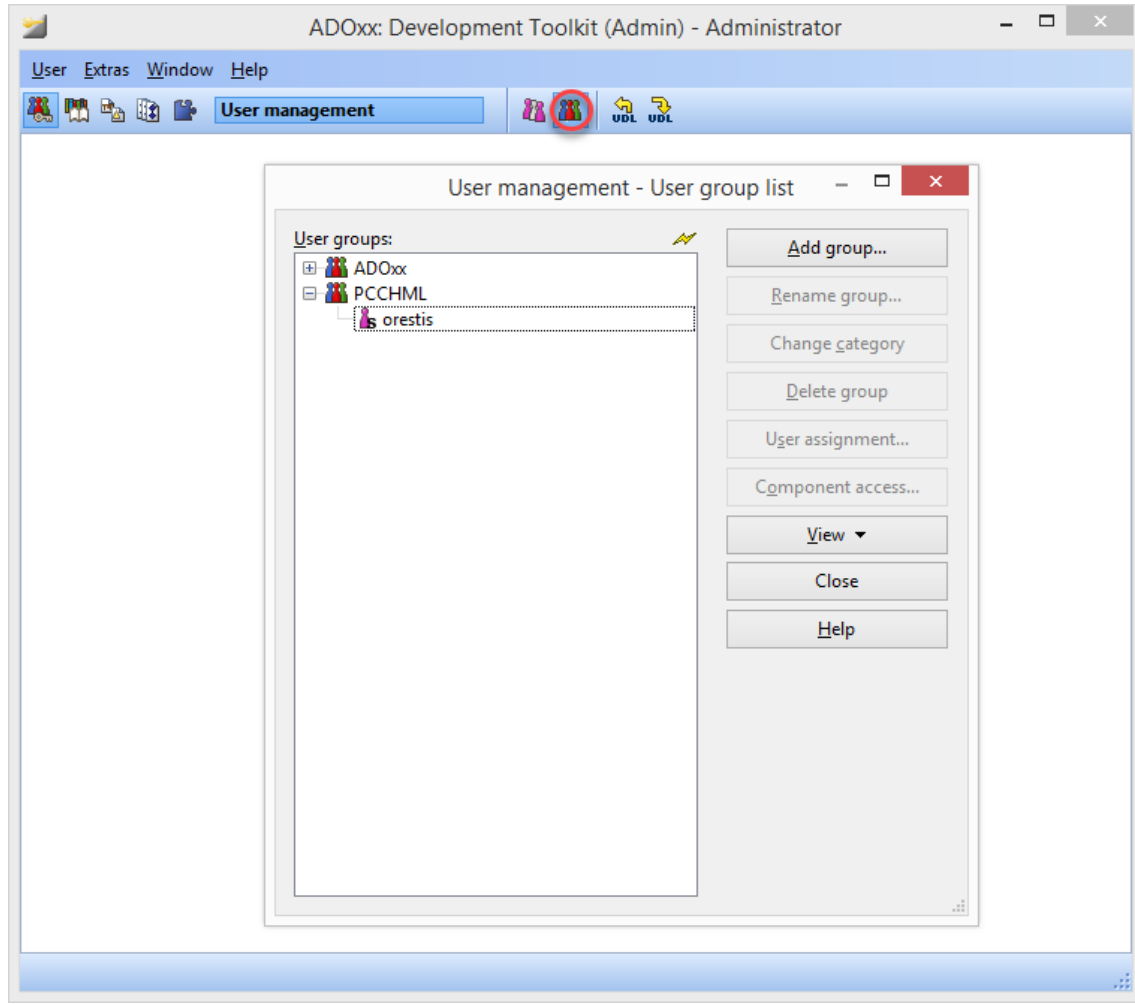 ADOxx: Development Toolkit (Admin) - Administrator
User Extras Window Help
User management
UDL UDL
User management - User group list
User groups:
ADOxx
PCCHML
s orestis
Add group...
Rename group...
Change category
Delete group
User assignment...
Component access...
View
Close
Help